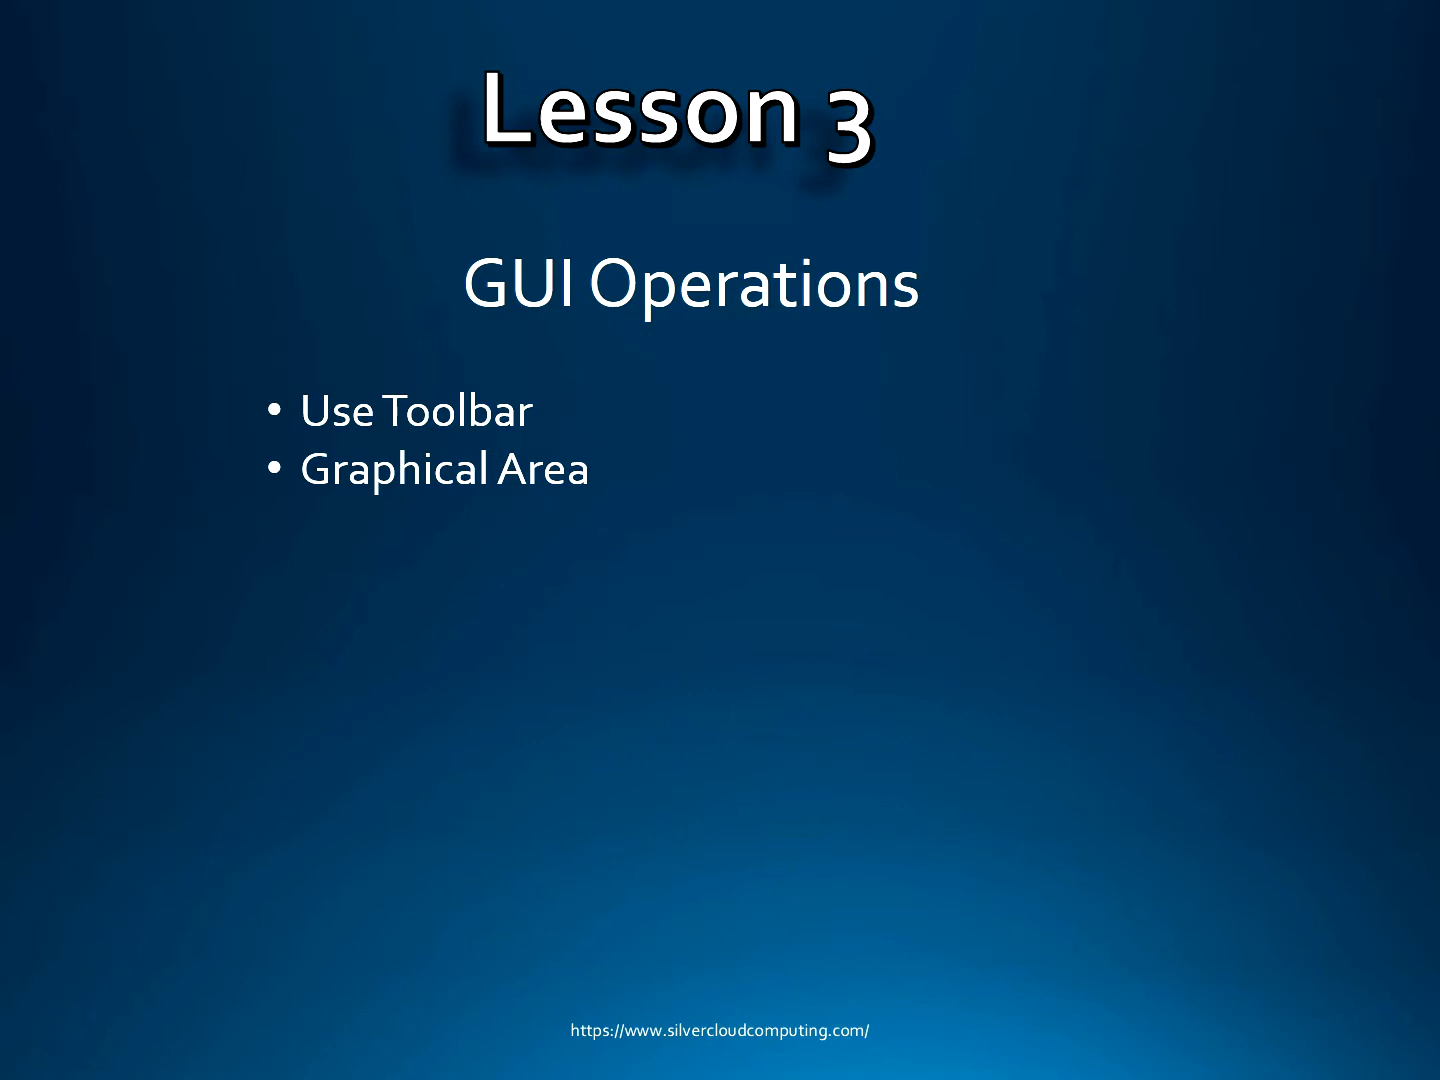 Lesson 3
GUI Operations
• Use Toolbar
• Graphical Area
https://www.silvercloudcomputing.com/